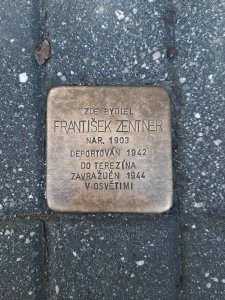 ZDE BYDLEL
FRANTIŠEK ZENTNER
NAR. 1903
DEPORTOVÁN 1942
DO TEREZÍNA
ZAVRAŽDĚN 1944
V OSVĚTIMI